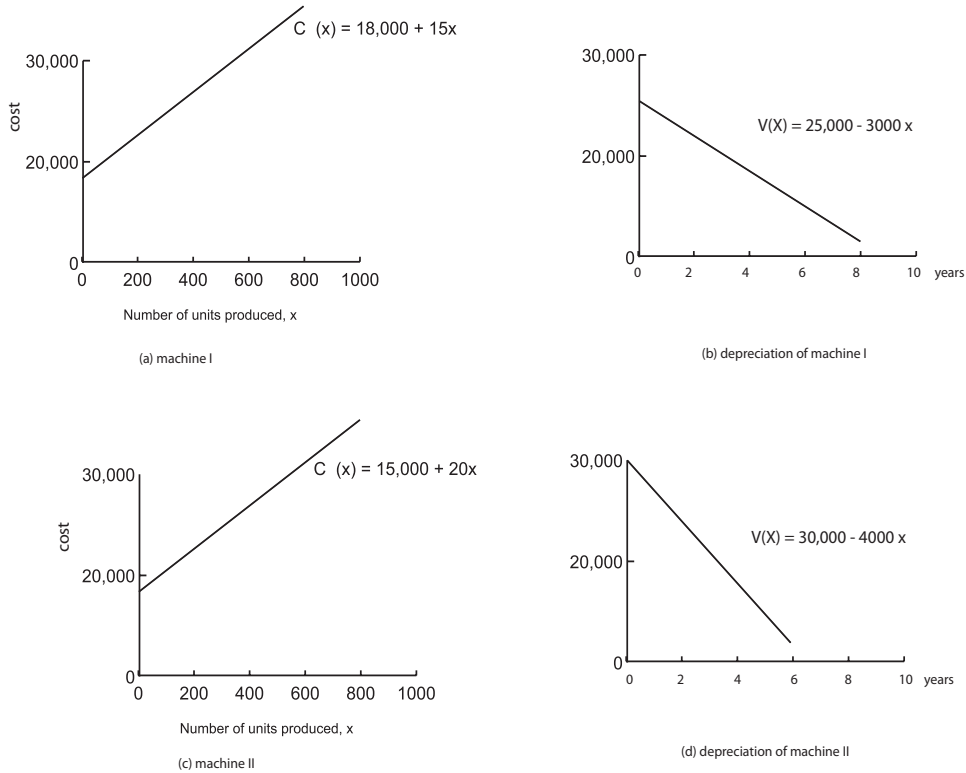 C (x) = 18,000 + 15x
30,000
20,000
0
cost
0 200 400 600 800 1000
Number of units produced, x
(a) machine I
30,000
V(X) = 25,000 - 3000 x
20,000
0
0 2 4 6 8 10 years
(b) depreciation of machine I
30,000
C (x) = 15,000 + 20x
cost
20,000
0
0 200 400 600 800 1000
Number of units produced, x
(c) machine II
30,000
V(X) = 30,000 - 4000 x
20,000
0
0 2 4 6 8 10 years
(d) depreciation of machine II